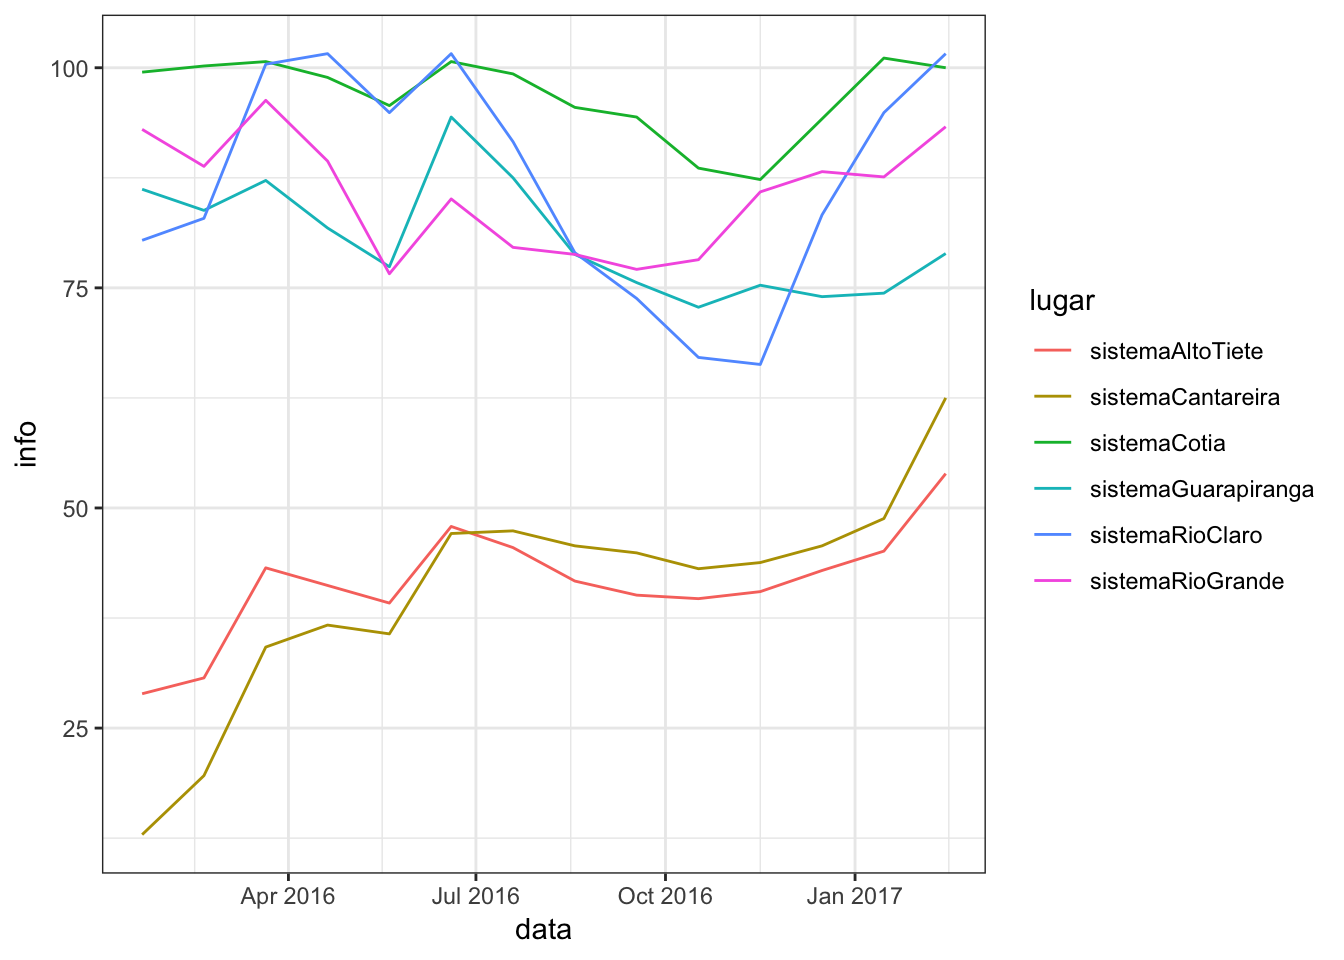 100
75
50
25
info
Apr 2016
Jul 2016
Oct 2016
Jan 2017
data
lugar
sistemaAltoTiete
sistemaCantareira
sistemaCotia
sistemaGuarapiranga
sistemaRioClaro
sistemaRioGrande